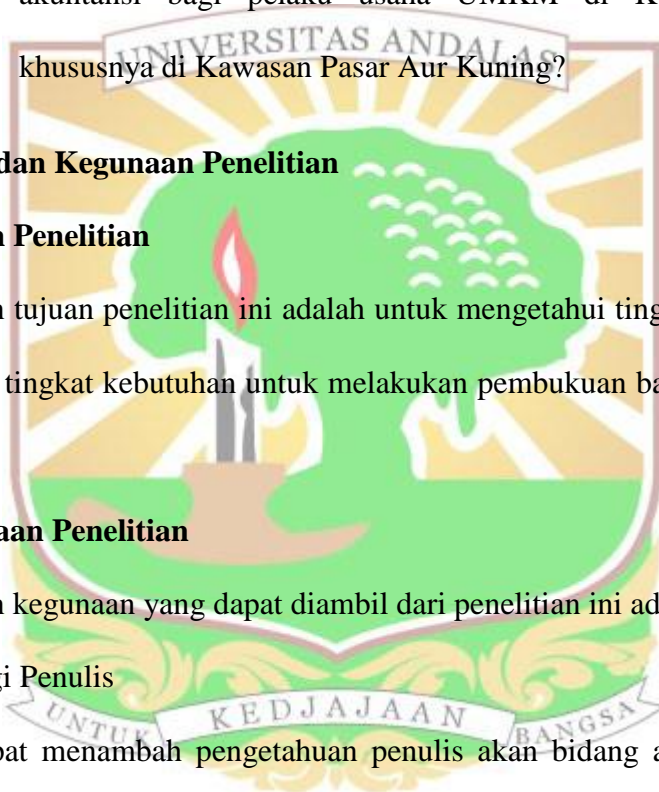 akuntansi bagi pelaku usaha UMKM di K
UNIVERSITAS ANDALAS
khususnya di Kawasan Pasar Aur Kuning?
dan Kegunaan Penelitian
n Penelitian
n tujuan penelitian ini adalah untuk mengetahui ting
tingkat kebutuhan untuk melakukan pembukuan ba
aan Penelitian
n kegunaan yang dapat diambil dari penelitian ini ad
gi Penulis
UNTUK KEDJAJAAN BANGSA
pat menambah pengetahuan penulis akan bidang a